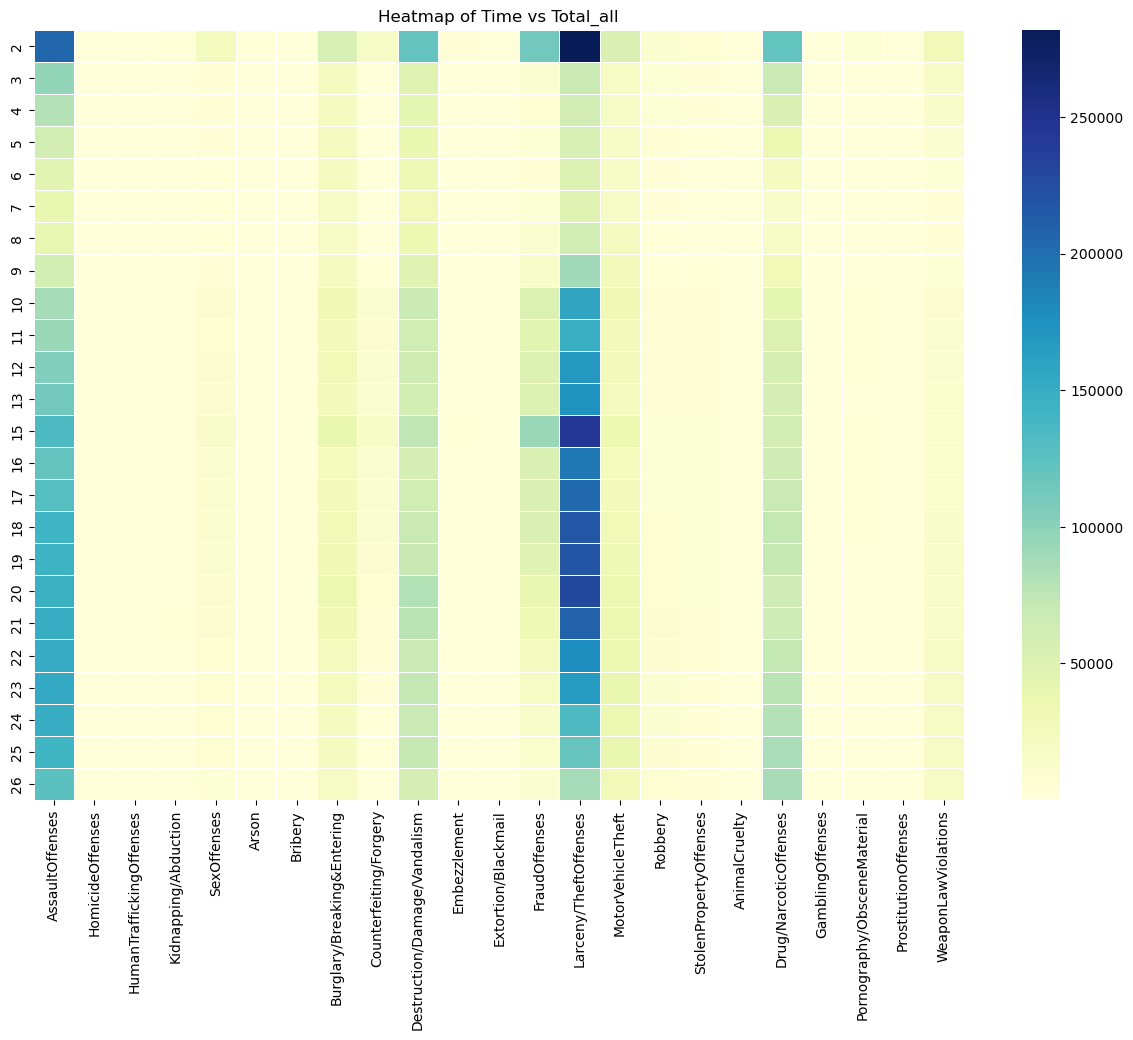 Heatmap of Time vs Total_all
2
3
4
5
6
7
8
9
10
11
12
13
15
16
17
18
19
20
21
22
23
24
25
26
AssaultOffenses
HomicideOffenses
HumanTraffickingOffenses
Kidnapping/Abduction
SexOffenses
Arson
Bribery
Burglary/Breaking&Entering
Counterfeiting/Forgery
Destruction/Damage/Vandalism
Embezzlement
Extortion/Blackmail
FraudOffenses
Larceny/TheftOffenses
MotorVehicleTheft
Robbery
StolenPropertyOffenses
AnimalCruelty
Drug/NarcoticOffenses
GamblingOffenses
Pornography/ObsceneMaterial
ProstitutionOffenses
WeaponLawViolations
250000
200000
150000
100000
50000